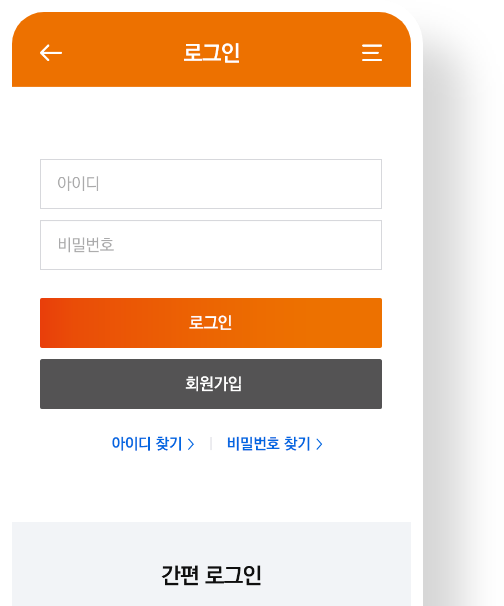 로그인
아이디
비밀번호
로그인
회원가입
아이디 찾기 비밀번호 찾기
간편 로그인